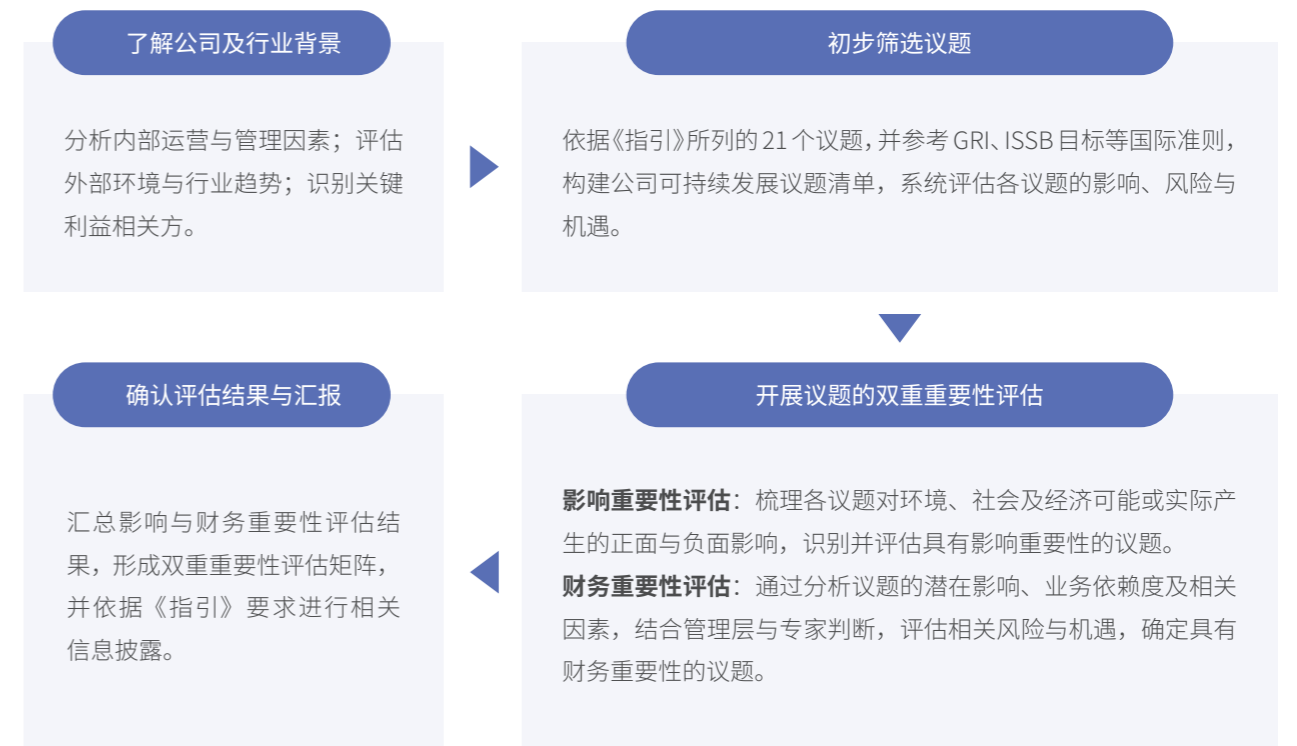 了解公司及行业背景
分析内部运营与管理因素；评估
外部环境与行业趋势；识别关键
利益相关方。
初步筛选议题
依据《指引》所列的 21 个议题，并参考 GRI、ISSB 目标等国际准则，
构建公司可持续发展议题清单，系统评估各议题的影响、风险与
机遇。
开展议题的双重重要性评估
影响重要性评估：梳理各议题对环境、社会及经济可能或实际产
生的正面与负面影响，识别并评估具有影响重要性的议题。
财务重要性评估：通过分析议题的潜在影响、业务依赖度及相关
因素，结合管理层与专家判断，评估相关风险与机遇，确定具有
财务重要性的议题。
确认评估结果与汇报
汇总影响与财务重要性评估结
果，形成双重重要性评估矩阵，
并依据《指引》要求进行相关
信息披露。